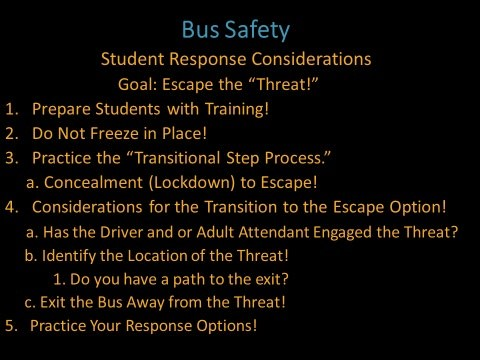 Bus Safety
Student Response Considerations
Goal: Escape the “Threat!”
1. Prepare Students with Training!
2. Do Not Freeze in Place!
3. Practice the “Transitional Step Process.”
a. Concealment (Lockdown) to Escape!
4. Considerations for the Transition to the Escape Option!
a. Has the Driver and or Adult Attendant Engaged the Threat?
b. Identify the Location of the Threat!
1. Do you have a path to the exit?
c. Exit the Bus Away from the Threat!
5. Practice Your Response Options!